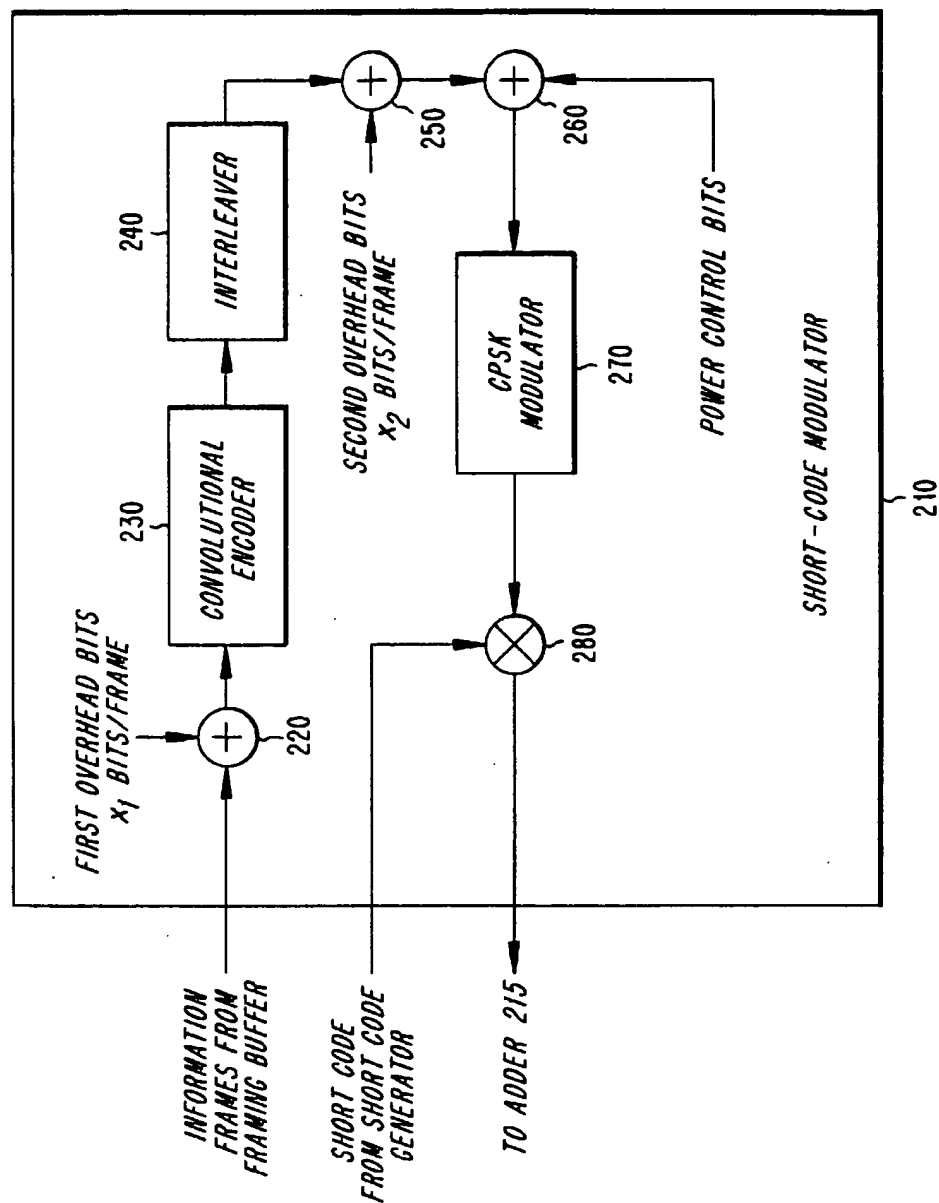 INFORMATION
FRAMES FROM
FRAMING BUFFER
FIRST OVERHEAD BITS
X1 BITS/FRAME
220
230
CONVOLUTIONAL
ENCODER
240
INTERLEAVER
250
SECOND OVERHEAD BITS
X2 BITS/FRAME
260
POWER CONTROL BITS
CPSK
MODULATOR
270
280
SHORT CODE
FROM SHORT CODE
GENERATOR
TO ADDER 215
SHORT-CODE MODULATOR
210